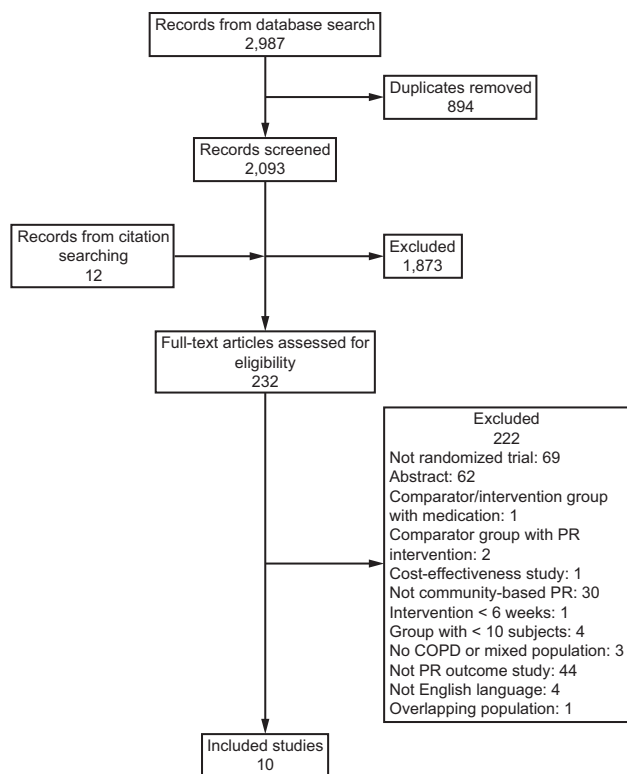 Records from database search
2,987
Duplicates removed
894
Records screened
2,093
Records from citation
searching
12
Excluded
1,873
Full-text articles assessed for
eligibility
232
Excluded
222
Not randomized trial: 69
Abstract: 62
Comparator/intervention group
with medication: 1
Comparator group with PR
intervention: 2
Cost-effectiveness study: 1
Not community-based PR: 30
Intervention < 6 weeks: 1
Group with < 10 subjects: 4
No COPD or mixed population: 3
Not PR outcome study: 44
Not English language: 4
Overlapping population: 1
Included studies
10